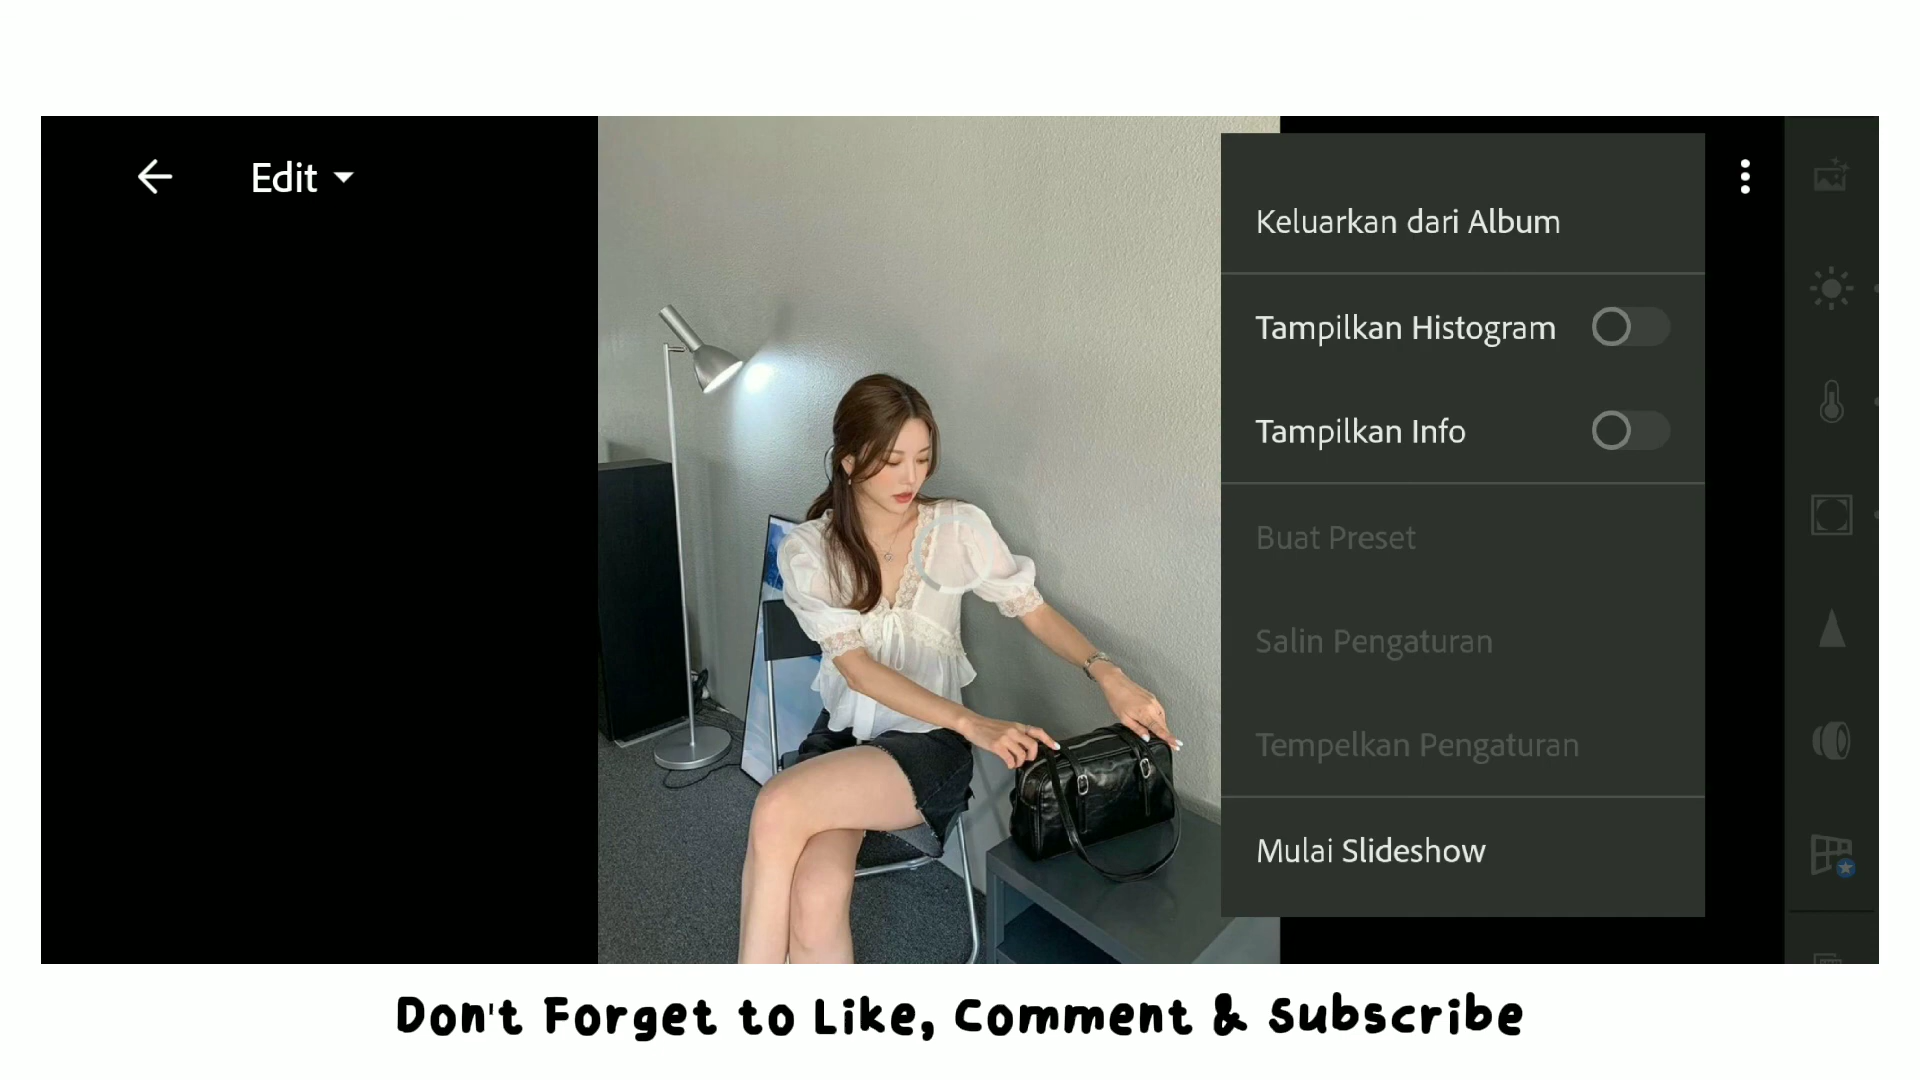 Edit
Keluarkan dari Album
Tampilkan Histogram
Tampilkan Info
Buat Preset
Salin Pengaturan
Tempelkan Pengaturan
Mulai Slideshow
Don't Forget to Like, Comment & Subscribe